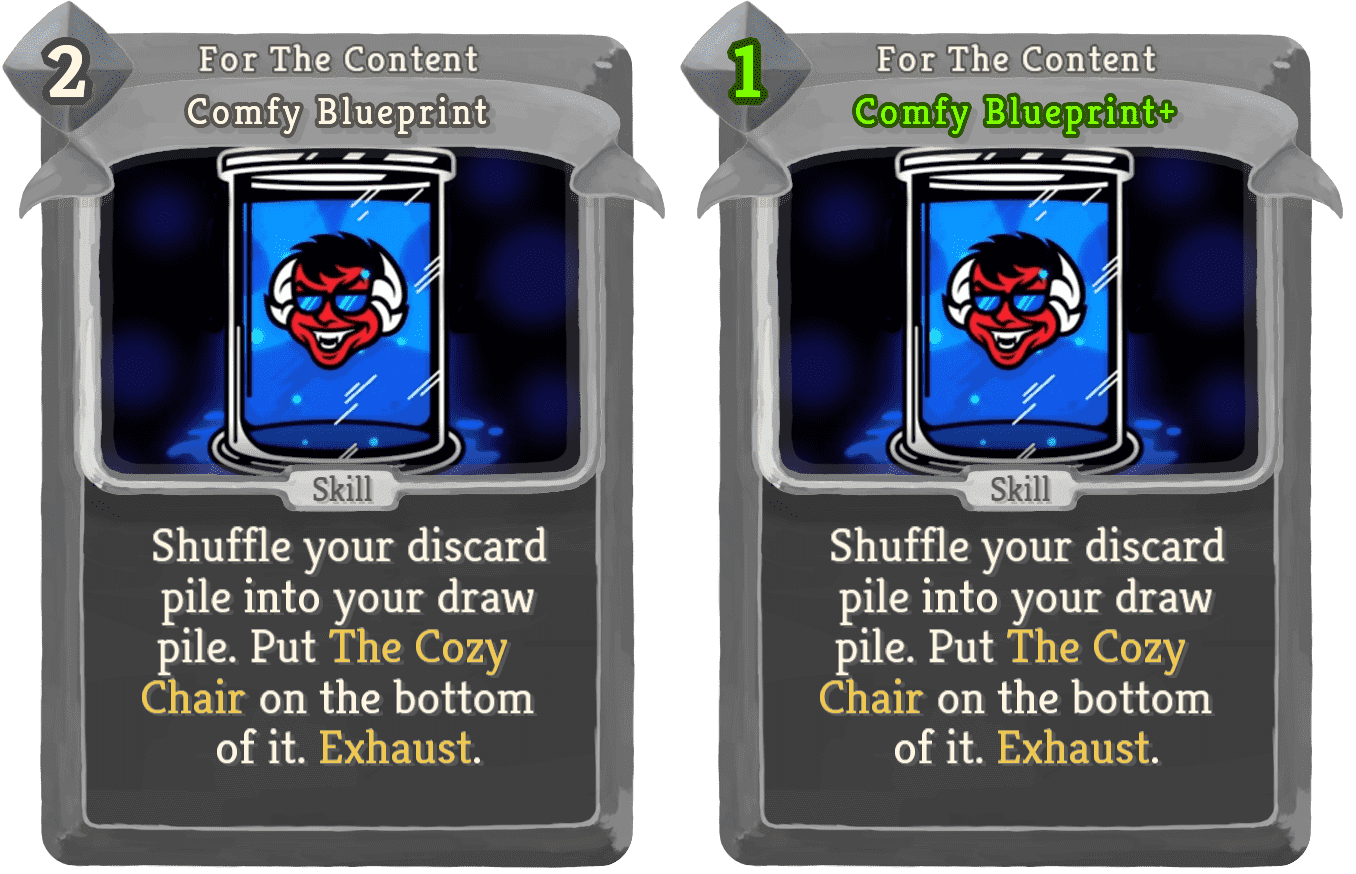 2
For The Content
Comfy Blueprint
Skill
Shuffle your discard
pile into your draw
pile. Put The Cozy
Chair on the bottom
of it. Exhaust.
1
For The Content
Comfy Blueprint+
Skill
Shuffle your discard
pile into your draw
pile. Put The Cozy
Chair on the bottom
of it. Exhaust.